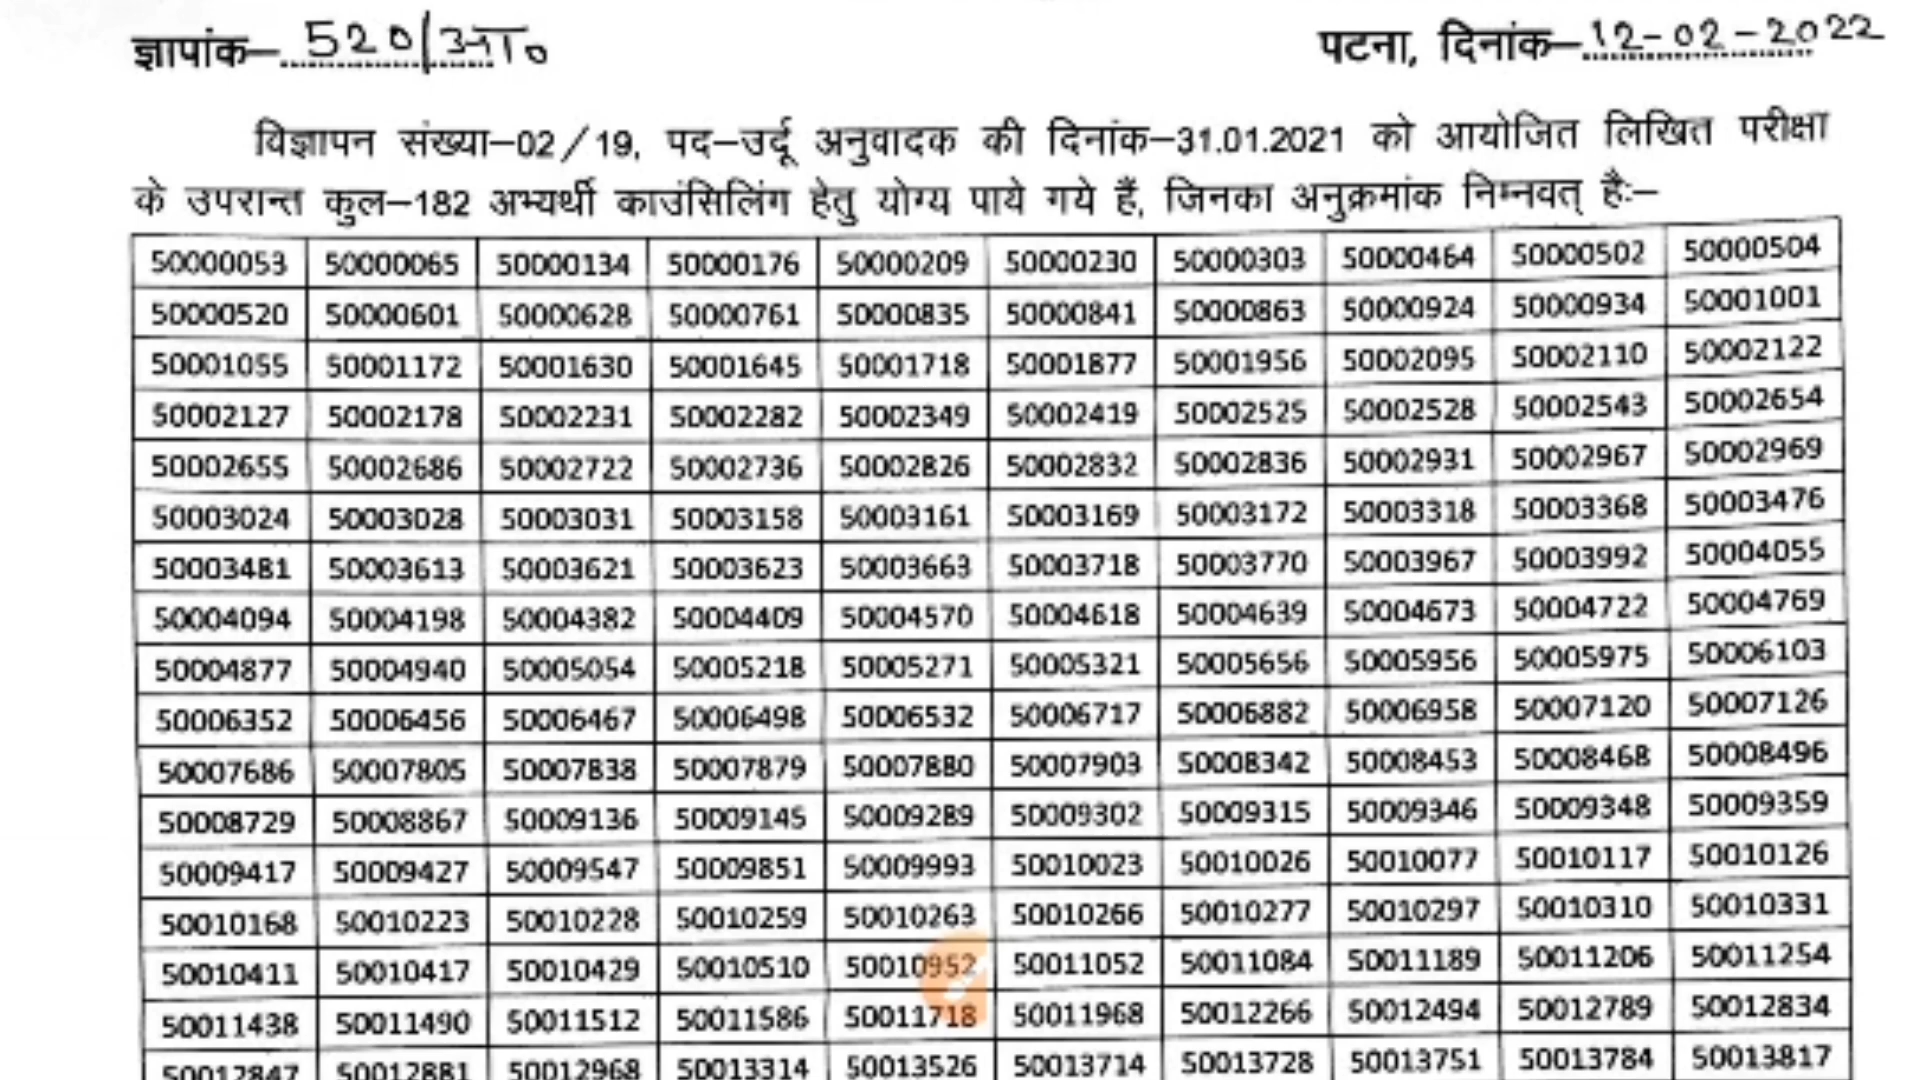 ज्ञापांक- 520/आ० पटना, दिनांक- 12-02-2022
विज्ञापन संख्या-02/19, पद-उर्दू अनुवादक की दिनांक-31.01.2021 को आयोजित लिखित परीक्षा
के उपरान्त कुल-182 अभ्यर्थी काउंसिलिंग हेतु योग्य पाये गये हैं, जिनका अनुक्रमांक निम्नवत् है:-
50000053 50000065 50000134 50000176 50000209 50000230 50000303 50000464 50000502 50000504
50000520 50000601 50000628 50000761 50000835 50000841 50000863 50000924 50000934 50001001
50001055 50001172 50001630 50001645 50001718 50001877 50001956 50002095 50002110 50002122
50002127 50002178 50002231 50002282 50002349 50002419 50002525 50002528 50002543 50002654
50002655 50002686 50002722 50002736 50002826 50002832 50002836 50002931 50002967 50002969
50003024 50003028 50003031 50003158 50003161 50003169 50003172 50003318 50003368 50003476
50003481 50003613 50003621 50003623 50003663 50003718 50003770 50003967 50003992 50004055
50004094 50004198 50004382 50004409 50004570 50004618 50004639 50004673 50004722 50004769
50004877 50004940 50005054 50005218 50005271 50005321 50005656 50005956 50005975 50006103
50006352 50006456 50006467 50006498 50006532 50006717 50006882 50006958 50007120 50007126
50007686 50007805 50007838 50007879 50007880 50007903 50008342 50008453 50008468 50008496
50008729 50008867 50009136 50009145 50009289 50009302 50009315 50009346 50009348 50009359
50009417 50009427 50009547 50009851 50009993 50010023 50010026 50010077 50010117 50010126
50010168 50010223 50010228 50010259 50010263 50010266 50010277 50010297 50010310 50010331
50010411 50010417 50010429 50010510 50010952 50011052 50011084 50011189 50011206 50011254
50011438 50011490 50011512 50011586 50011718 50011968 50012266 50012494 50012789 50012834
50012847 50012881 50012968 50013314 50013526 50013714 50013728 50013751 50013784 50013817